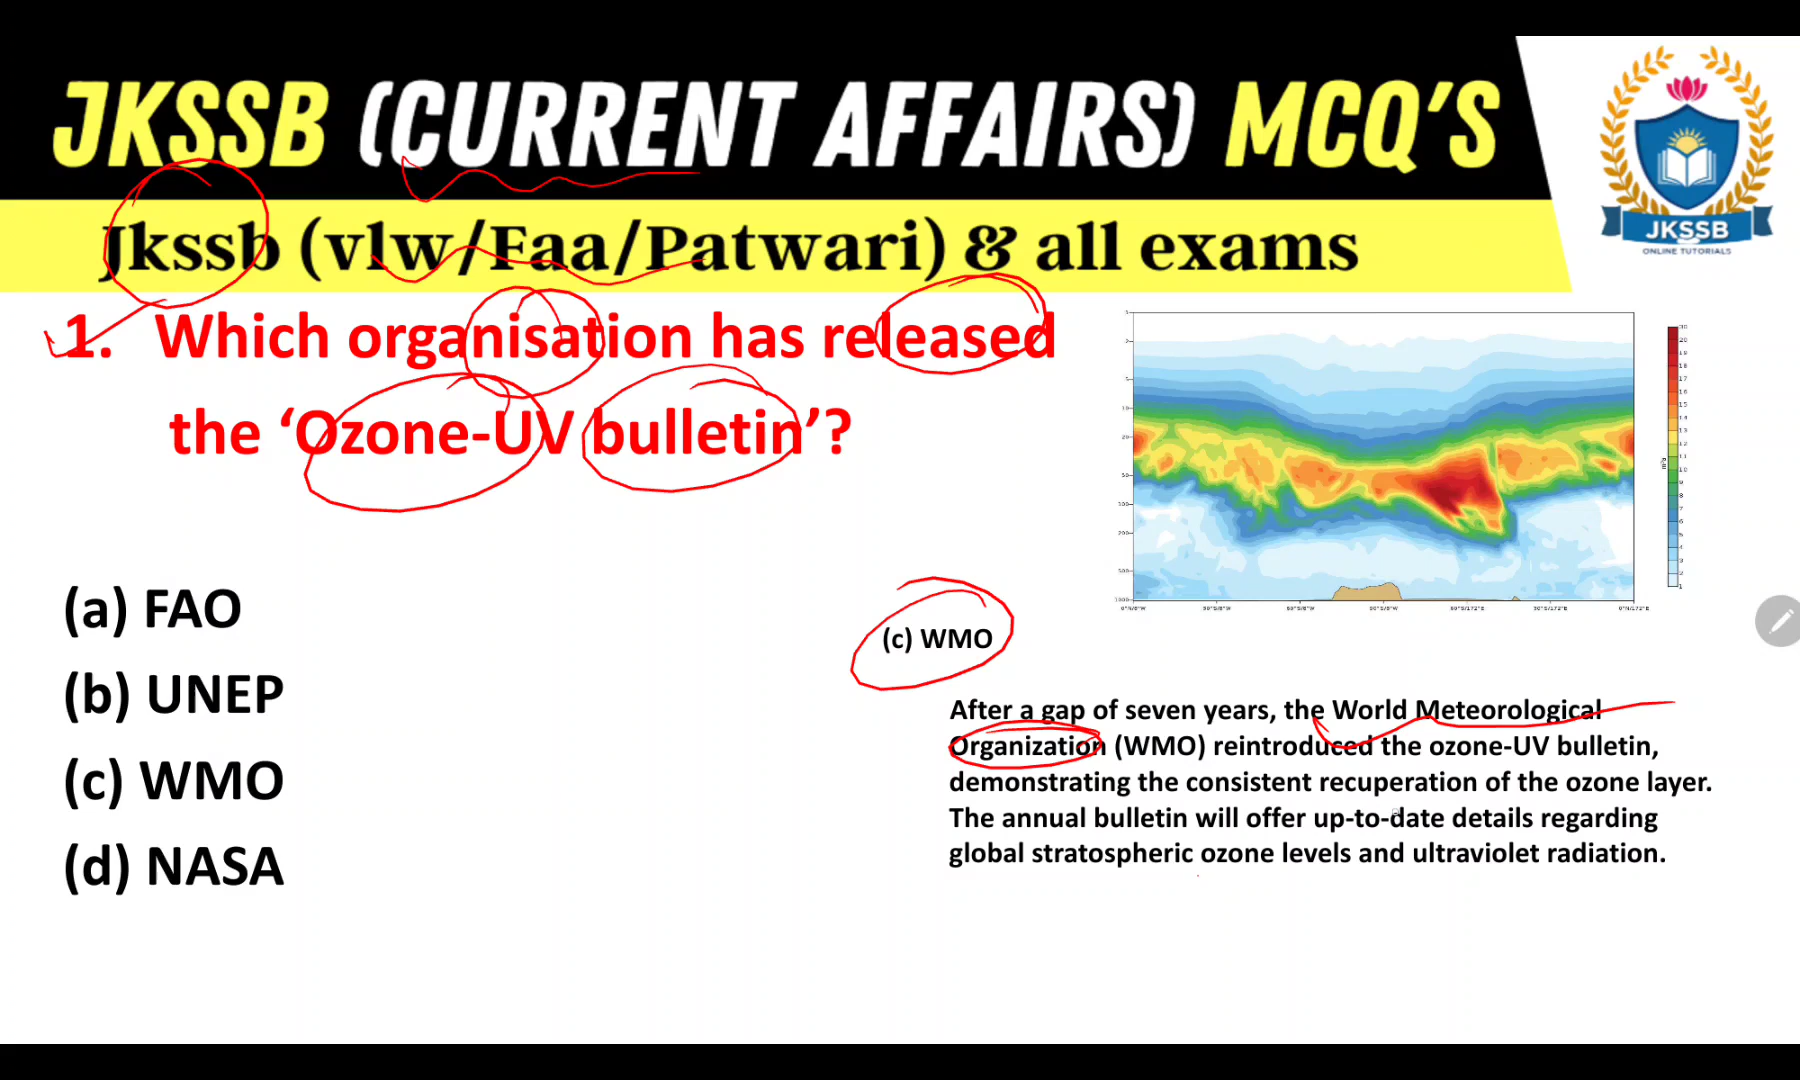 JKSSB (CURRENT AFFAIRS) MCQ'S
JKSSB
ONLINE TUTORIALS
Jkssb (vlw/Faa/Patwari) & all exams
1. Which organisation has released
the ‘Ozone-UV bulletin’?
(a) FAO
(b) UNEP
(c) WMO
(d) NASA
(c) WMO
After a gap of seven years, the World Meteorological
Organization (WMO) reintroduced the ozone-UV bulletin,
demonstrating the consistent recuperation of the ozone layer.
The annual bulletin will offer up-to-date details regarding
global stratospheric ozone levels and ultraviolet radiation.